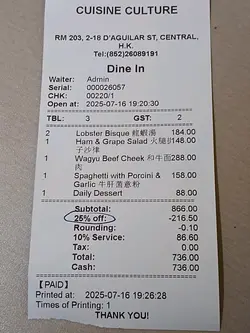 CUISINE CULTURE
RM 203, 2-18 D'AGUILAR ST, CENTRAL,
H.K.
Tel:(852)26089191
Dine In
Waiter: Admin
Serial: 000026057
CHK: 00220/1
Open at: 2025-07-16 19:20:30
TBL: 3 GST: 2
2 Lobster Bisque 龍蝦湯 184.00
1 Ham & Grape Salad 火腿提 148.00
子沙律
1 Wagyu Beef Cheek 和牛面 288.00
肉
1 Spaghetti with Porcini 158.00
& Garlic 牛肝菌意粉
1 Daily Dessert 88.00
Subtotal: 866.00
25% off: -216.50
Rounding: -0.10
10% Service: 86.60
Tax: 0.00
Total: 736.00
Cash: 736.00
【PAID】
Printed at: 2025-07-16 19:26:28
Times of Printing: 1
THANK YOU!